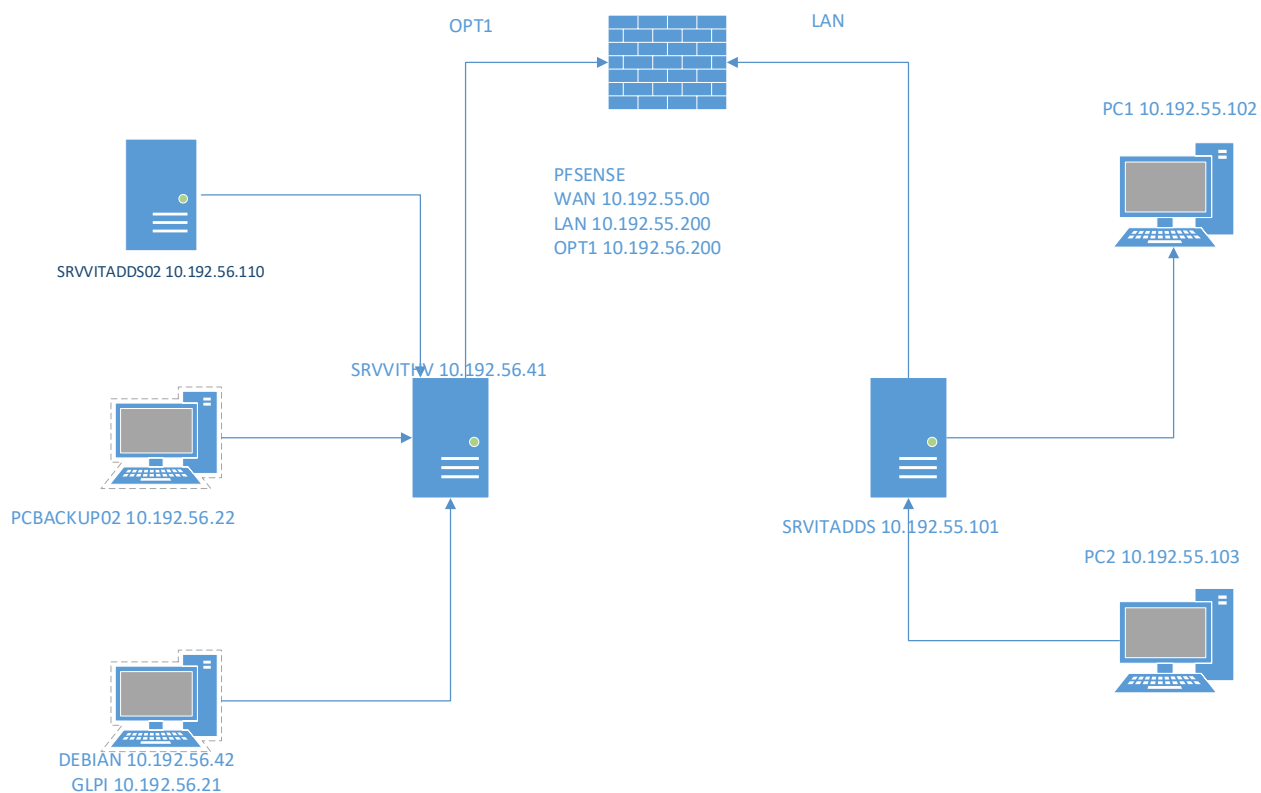 OPT1
LAN
PC1 10.192.55.102
PFSENSE
WAN 10.192.55.00
LAN 10.192.55.200
OPT1 10.192.56.200
SRVVITADDS02 10.192.56.110
SRVVITHV 10.192.56.41
PCBACKUP02 10.192.56.22
SRVITADDS 10.192.55.101
PC2 10.192.55.103
DEBIAN 10.192.56.42
GLPI 10.192.56.21